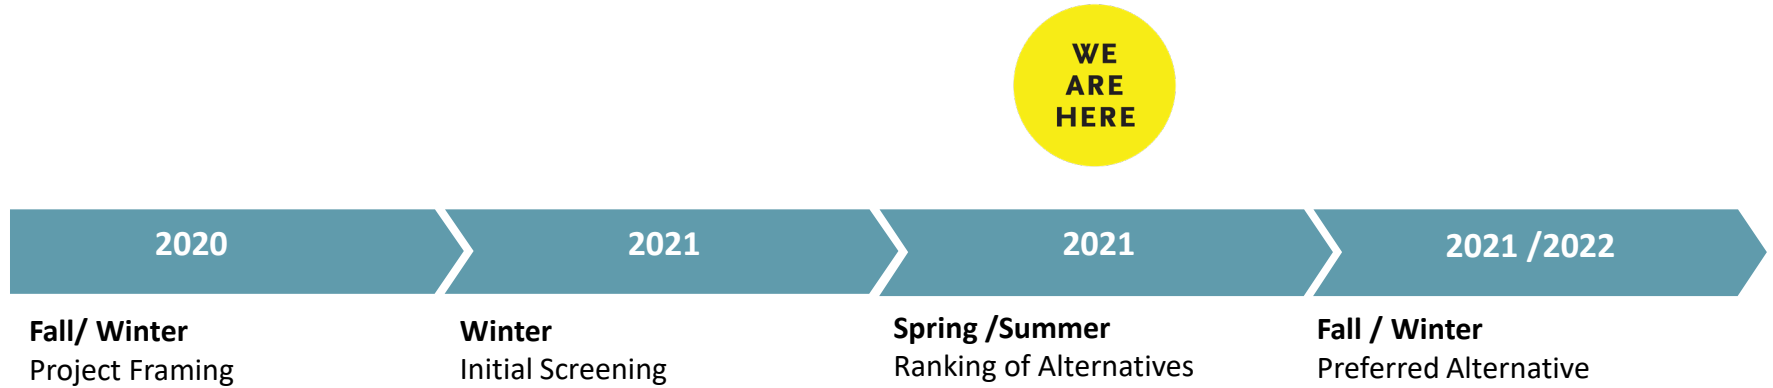 WE
ARE
HERE
2020
2021
2021
2021 /2022
Fall/ Winter
Project Framing
Winter
Initial Screening
Spring /Summer
Ranking of Alternatives
Fall / Winter
Preferred Alternative